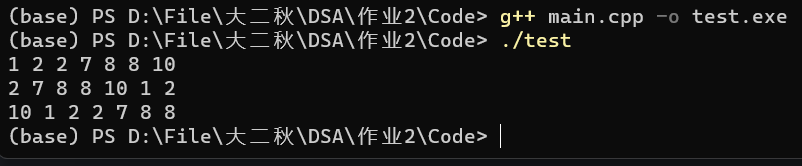 (base) PS D:\File\大二秋\DSA\作业2\Code> g++ main.cpp -o test.exe
(base) PS D:\File\大二秋\DSA\作业2\Code> ./test
1 2 2 7 8 8 10
2 7 8 8 10 1 2
10 1 2 2 7 8 8
(base) PS D:\File\大二秋\DSA\作业2\Code>